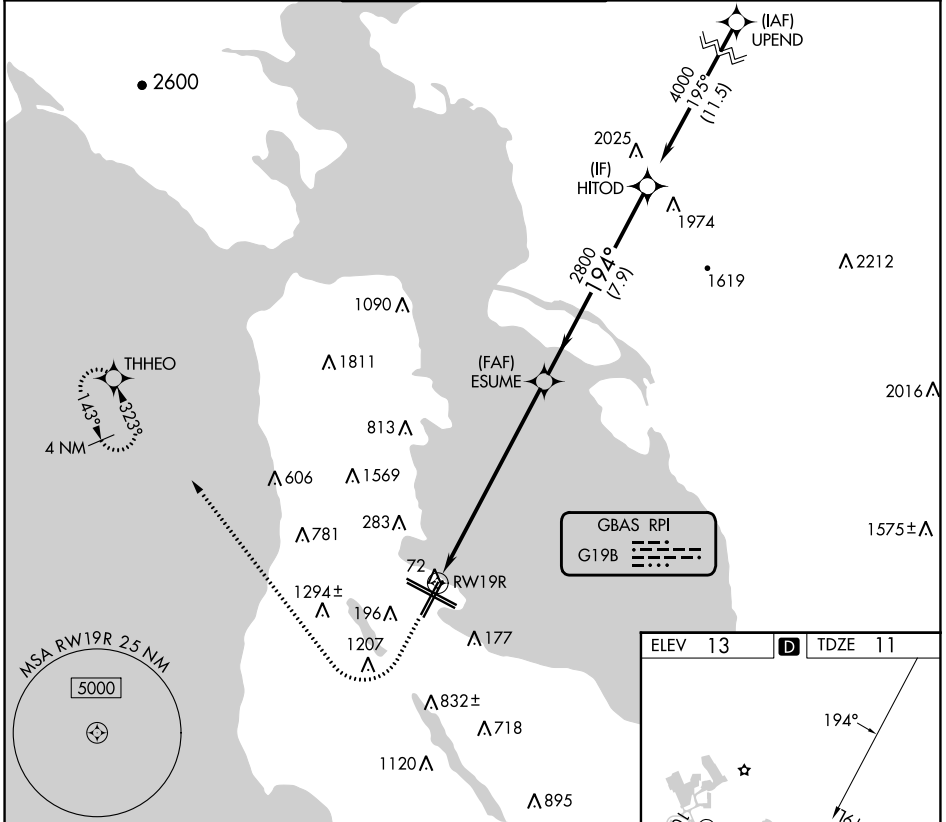 (IAF)
UPEND
2600
4000
195°
(11.5)
2025
(IF)
HITOD
1974
2212
1619
2800
194°
(7.9)
1090
1811
THHEO
143°
323°
4 NM
(FAF)
ESUME
2016
813
606
1569
283
781
GBAS RPI
G19B
1575±
72
RW19R
1294±
196
1207
177
MSA RW19R 25 NM
5000
832±
718
1120
895
ELEV 13
D
TDZE 11
194°